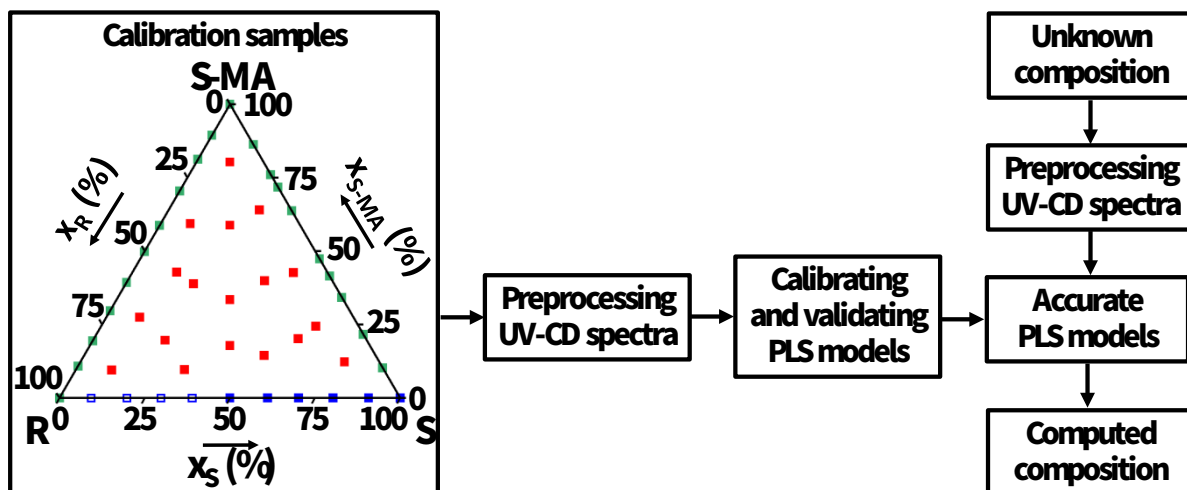 Calibration samples
S-MA
0 100
25
75
x_R (%)
x_S-MA (%)
50
50
75
25
100
0
0 25 50 75 100
R
S
x_S (%)
Preprocessing
UV-CD spectra
Calibrating
and validating
PLS models
Unknown
composition
Preprocessing
UV-CD spectra
Accurate
PLS models
Computed
composition